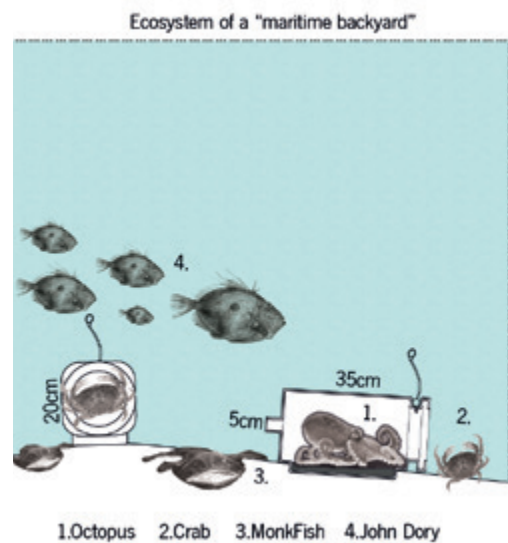 Ecosystem of a "maritime backyard"
4.
20cm
35cm
5cm
1.
2.
3.
1.Octopus 2.Crab 3.MonkFish 4.John Dory